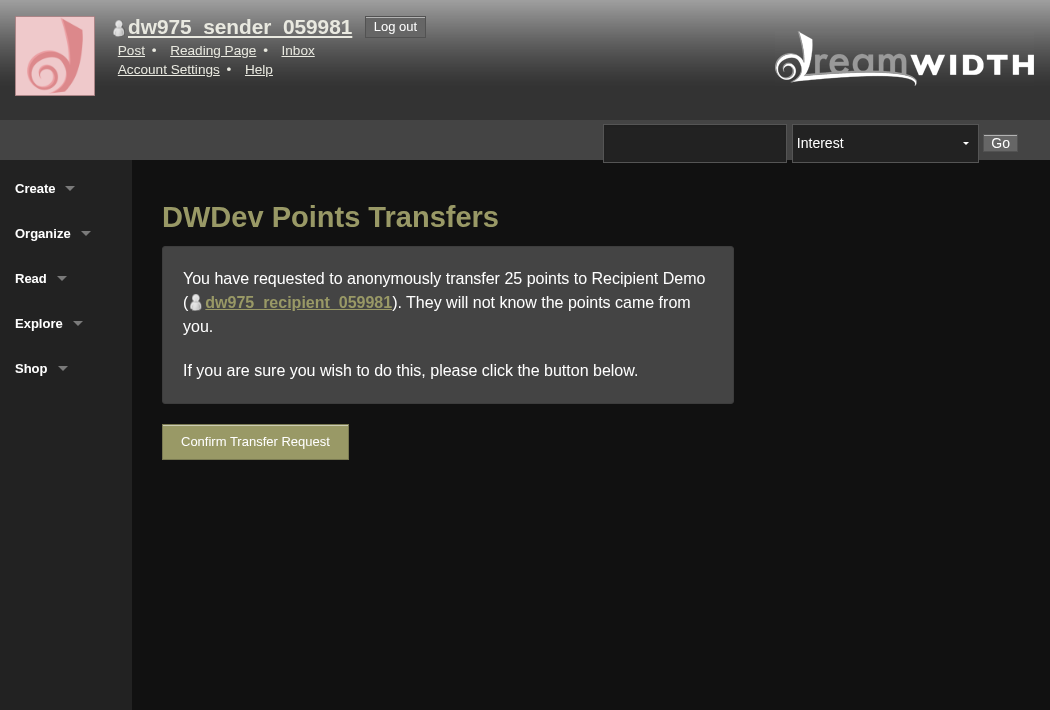 dw975_sender_059981 Log out
Post • Reading Page • Inbox
Account Settings • Help
dreamWIDTH
Interest Go
Create
Organize
Read
Explore
Shop
DWDev Points Transfers
You have requested to anonymously transfer 25 points to Recipient Demo
(dw975_recipient_059981). They will not know the points came from
you.
If you are sure you wish to do this, please click the button below.
Confirm Transfer Request